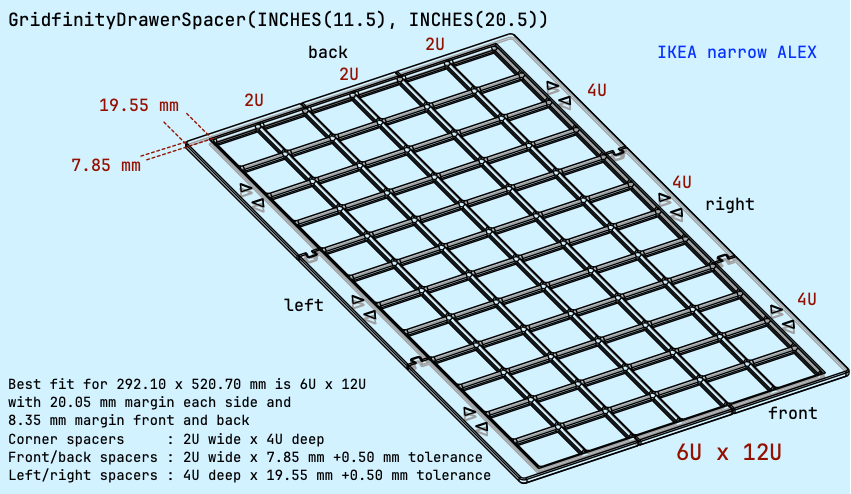 GridfinityDrawerSpacer(INCHES(11.5), INCHES(20.5))
back
2U
IKEA narrow ALEX
2U
2U
4U
19.55 mm
7.85 mm
4U
right
left
4U
Best fit for 292.10 x 520.70 mm is 6U x 12U
with 20.05 mm margin each side and
8.35 mm margin front and back
Corner spacers     : 2U wide x 4U deep
Front/back spacers : 2U wide x 7.85 mm +0.50 mm tolerance
Left/right spacers : 4U deep x 19.55 mm +0.50 mm tolerance
front
6U x 12U